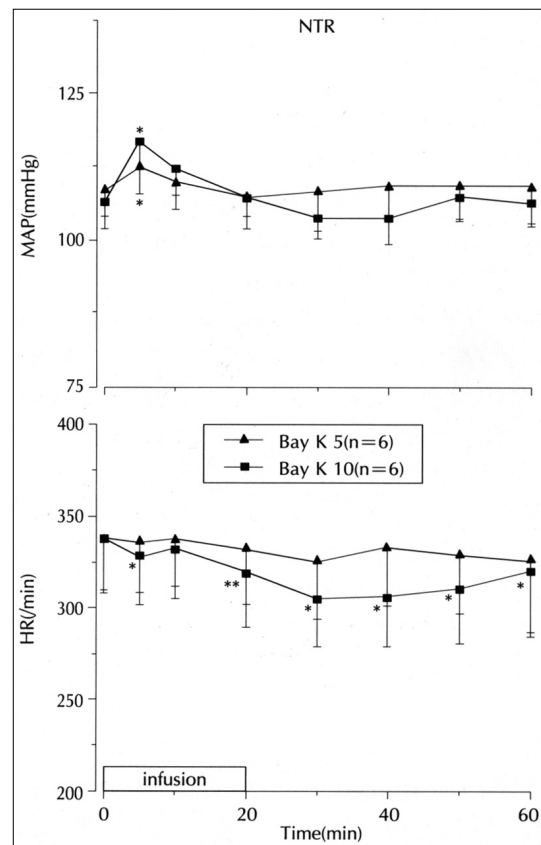 NTR
125
100
75
MAP(mmHg)
*
*
400
350
300
250
200
HR(/min)
Bay K 5(n=6)
Bay K 10(n=6)
*
**
*
*
*
*
infusion
0
20
40
60
Time(min)